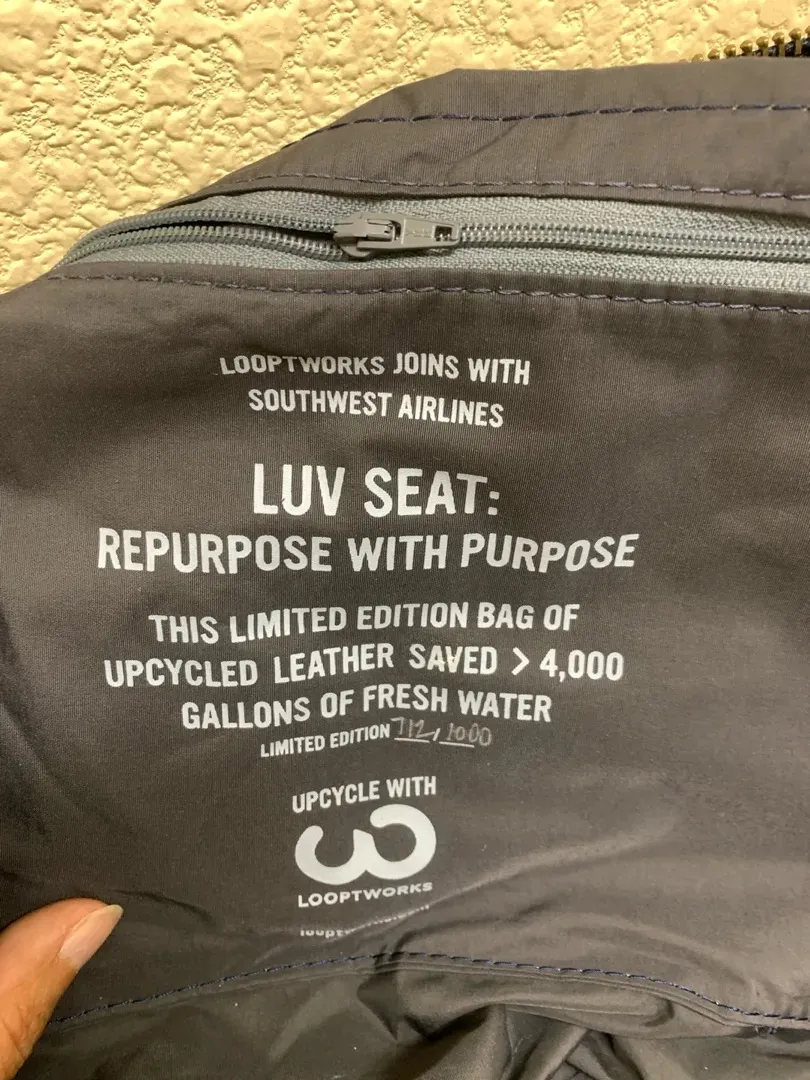 LOOPTWORKS JOINS WITH
SOUTHWEST AIRLINES
LUV SEAT:
REPURPOSE WITH PURPOSE
THIS LIMITED EDITION BAG OF
UPCYCLED LEATHER SAVED > 4,000
GALLONS OF FRESH WATER
LIMITED EDITION 712/1000
UPCYCLE WITH
LOOPTWORKS